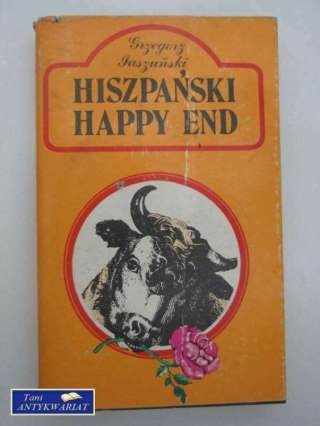 Grzegorz
Jaszuński
HISZPAŃSKI
HAPPY END
Tani
ANTYKWARIAT